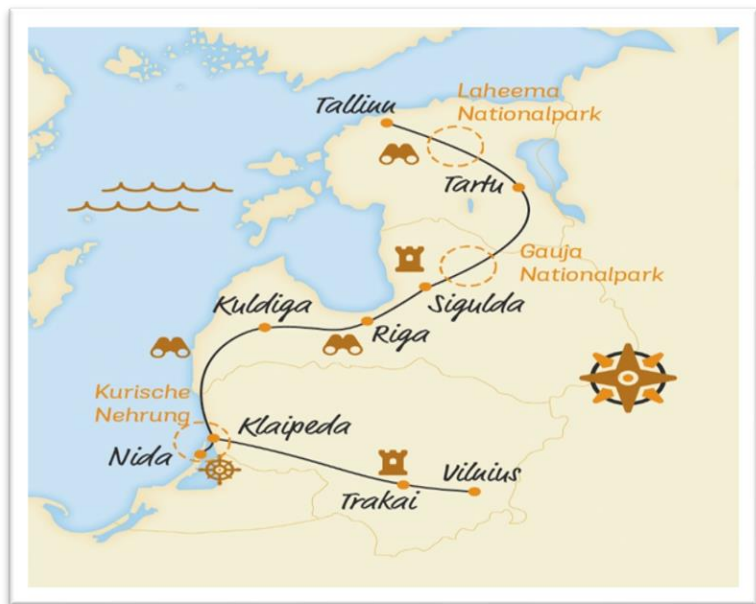 Tallinn
Laheema
Nationalpark
Tartu
Gauja
Nationalpark
Sigulda
Kuldiga
Riga
Kurische
Nehrung
Klaipeda
Nida
Vilnius
Trakai